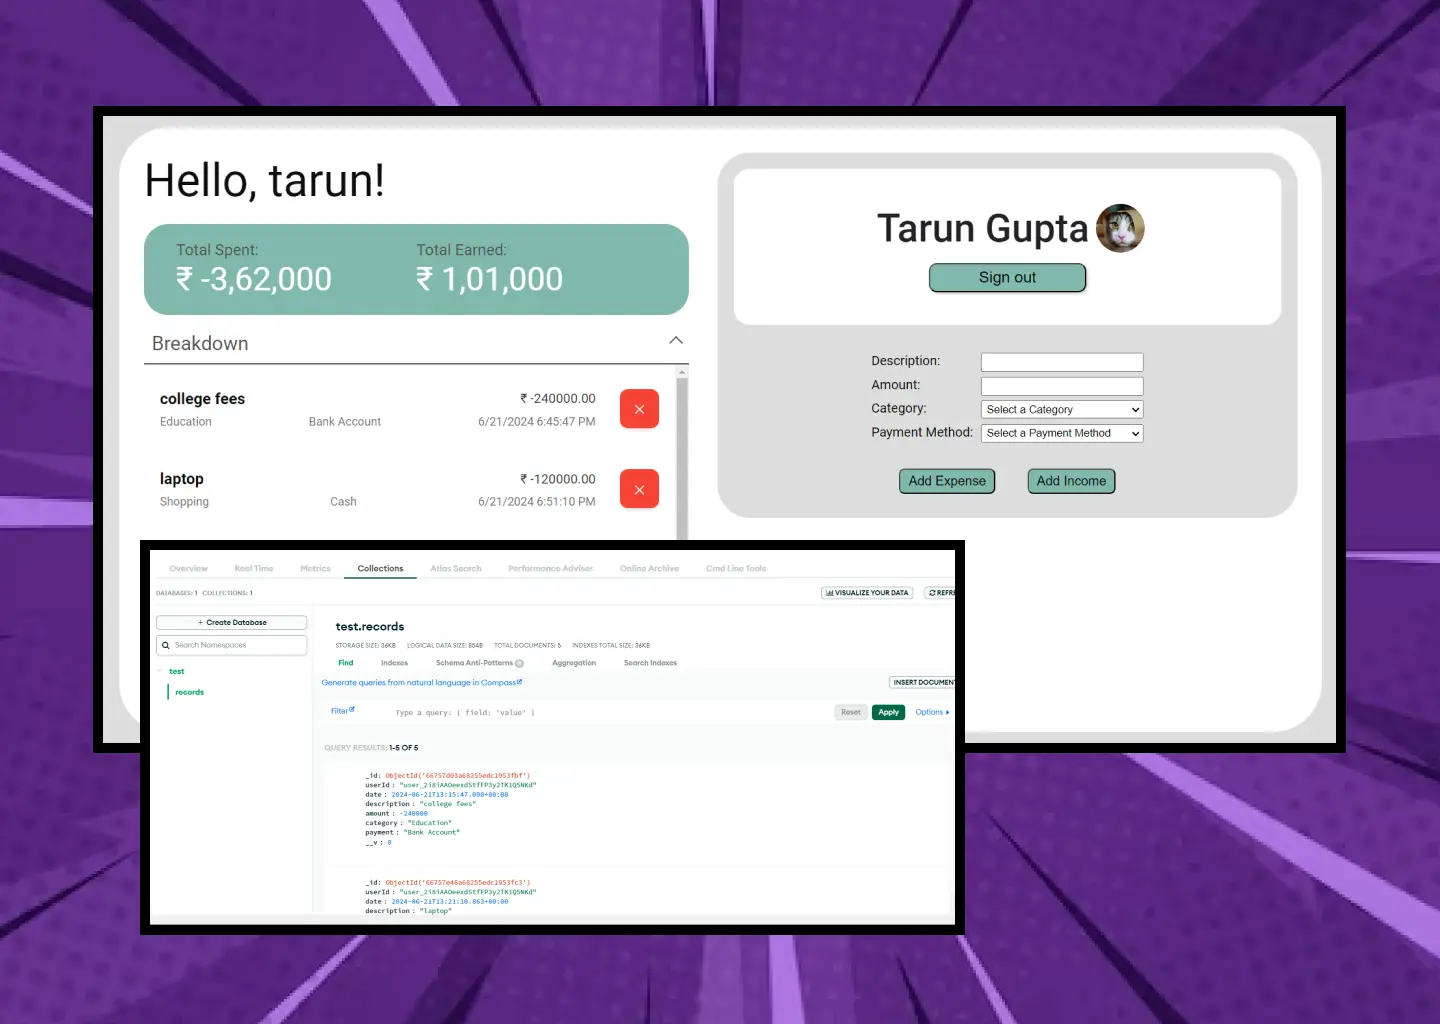 Hello, tarun!
Total Spent:
₹ -3,62,000
Total Earned:
₹ 1,01,000
Breakdown
college fees
₹ -240000.00
Education
Bank Account
6/21/2024 6:45:47 PM
laptop
₹ -120000.00
Shopping
Cash
6/21/2024 6:51:10 PM
Tarun Gupta
Sign out
Description:
Amount:
Category:
Select a Category
Payment Method:
Select a Payment Method
Add Expense
Add Income
Overview Real Time Metrics Collections Atlas Search Performance Advisor Online Archive Cmd Line Tools
DATABASES: 1 COLLECTIONS: 1
VISUALIZE YOUR DATA
REFRE
+ Create Database
Search Namespaces
test
records
test.records
STORAGE SIZE: 36KB LOGICAL DATA SIZE: 854B TOTAL DOCUMENTS: 5 INDEXES TOTAL SIZE: 36KB
Find Indexes Schema Anti-Patterns 0 Aggregation Search Indexes
Generate queries from natural language in Compass
INSERT DOCUMENT
Filter
Type a query: { field: 'value' }
Reset
Apply
Options
QUERY RESULTS: 1-5 OF 5
_id: ObjectId('66757d03a68255edc1953fbf')
userId : "user_2i8iAAOeexdStfFP3y2TK1Q5NKd"
date : 2024-06-21T13:15:47.090+00:00
description : "college fees"
amount : -240000
category : "Education"
payment : "Bank Account"
__v : 0
_id: ObjectId('66757e46a68255edc1953fc3')
userId : "user_2i8iAAOeexdStfFP3y2TK1Q5NKd"
date : 2024-06-21T13:21:10.863+00:00
description : "laptop"